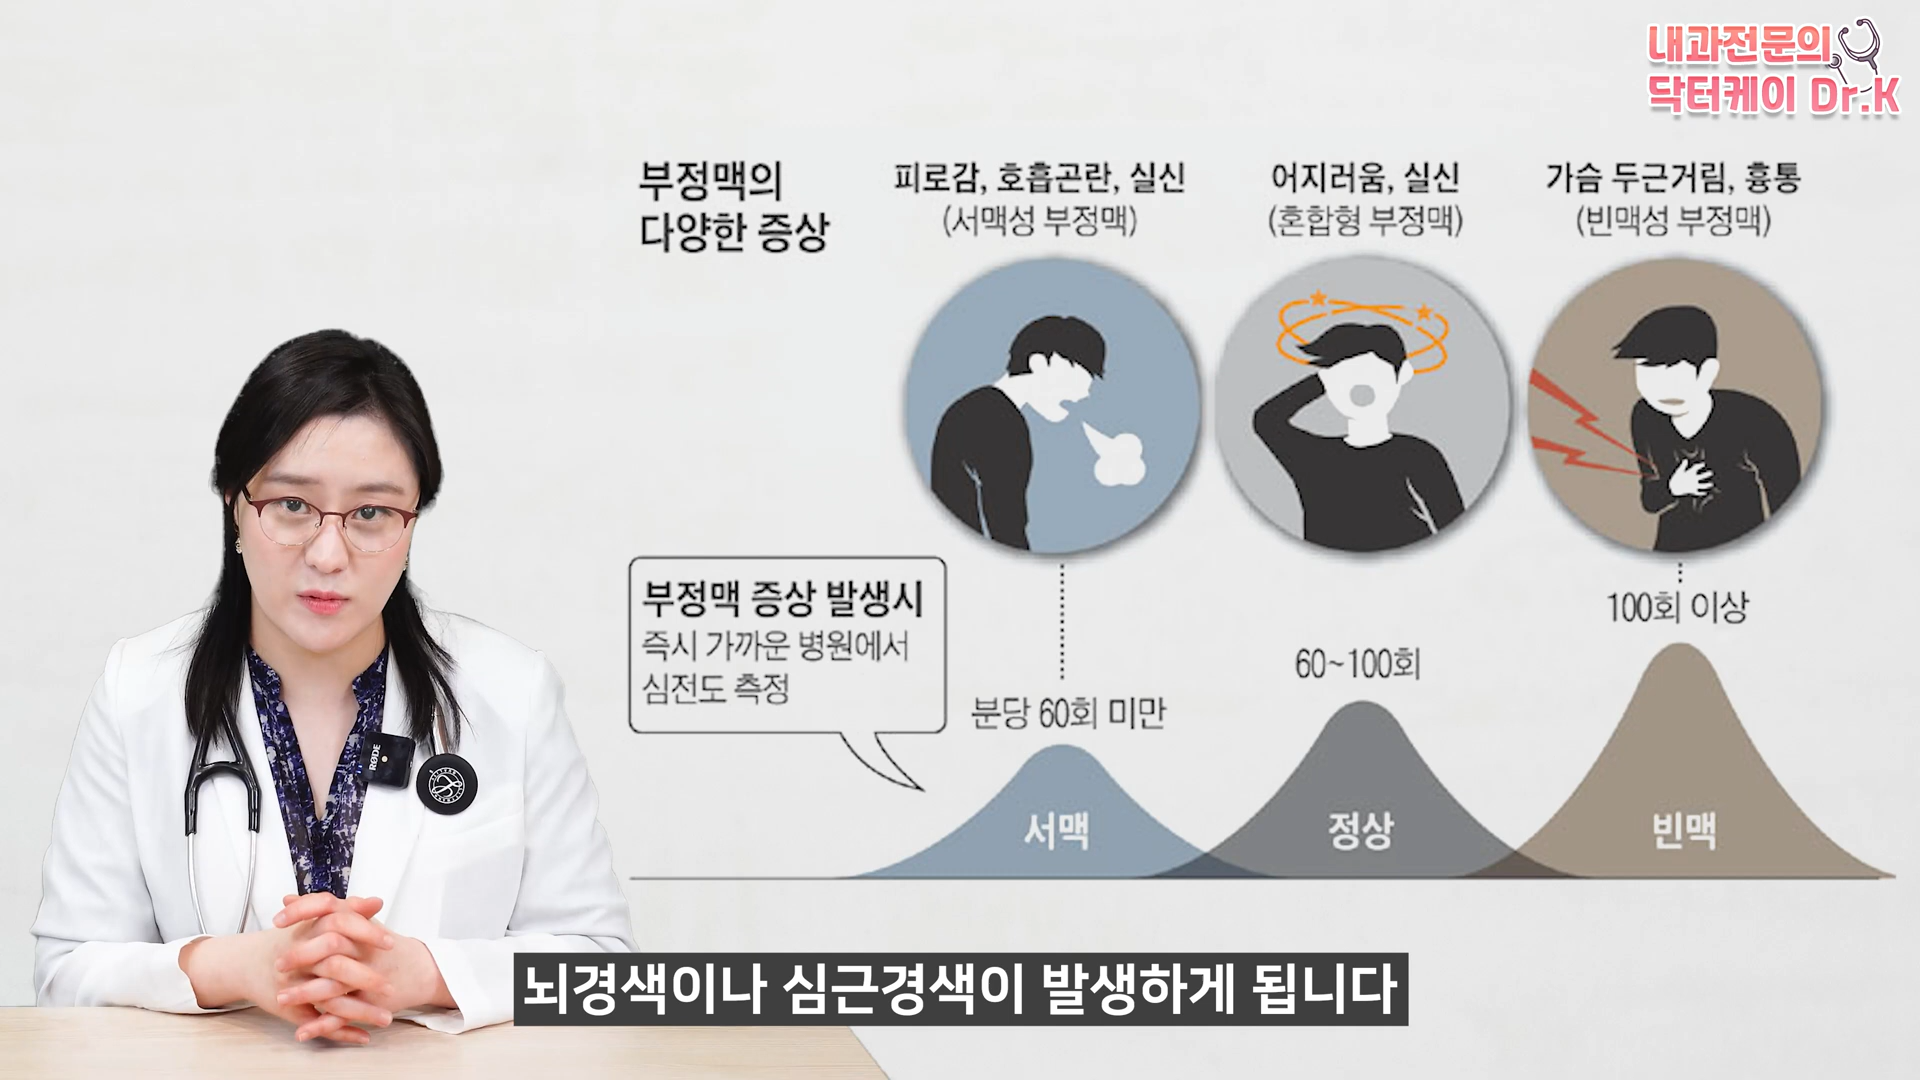 내과전문의
닥터케이 Dr.K
부정맥의
다양한 증상
피로감, 호흡곤란, 실신
(서맥성 부정맥)
어지러움, 실신
(혼합형 부정맥)
가슴 두근거림, 흉통
(빈맥성 부정맥)
부정맥 증상 발생시
즉시 가까운 병원에서
심전도 측정
분당 60회 미만
60~100회
100회 이상
서맥
정상
빈맥
RØDE
뇌경색이나 심근경색이 발생하게 됩니다